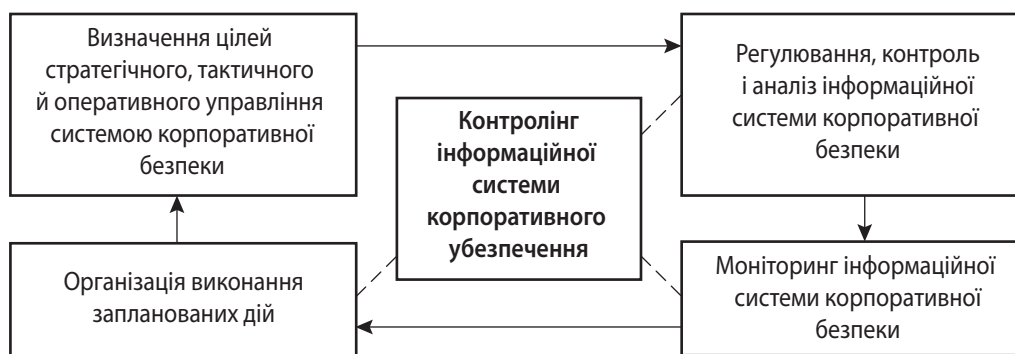 Визначення цілей
стратегічного, тактичного
й оперативного управління
системою корпоративної
безпеки
Регулювання, контроль
і аналіз інформаційної
системи корпоративної
безпеки
Контролінг
інформаційної
системи
корпоративного
убезпечення
Організація виконання
запланованих дій
Моніторинг інформаційної
системи корпоративної
безпеки